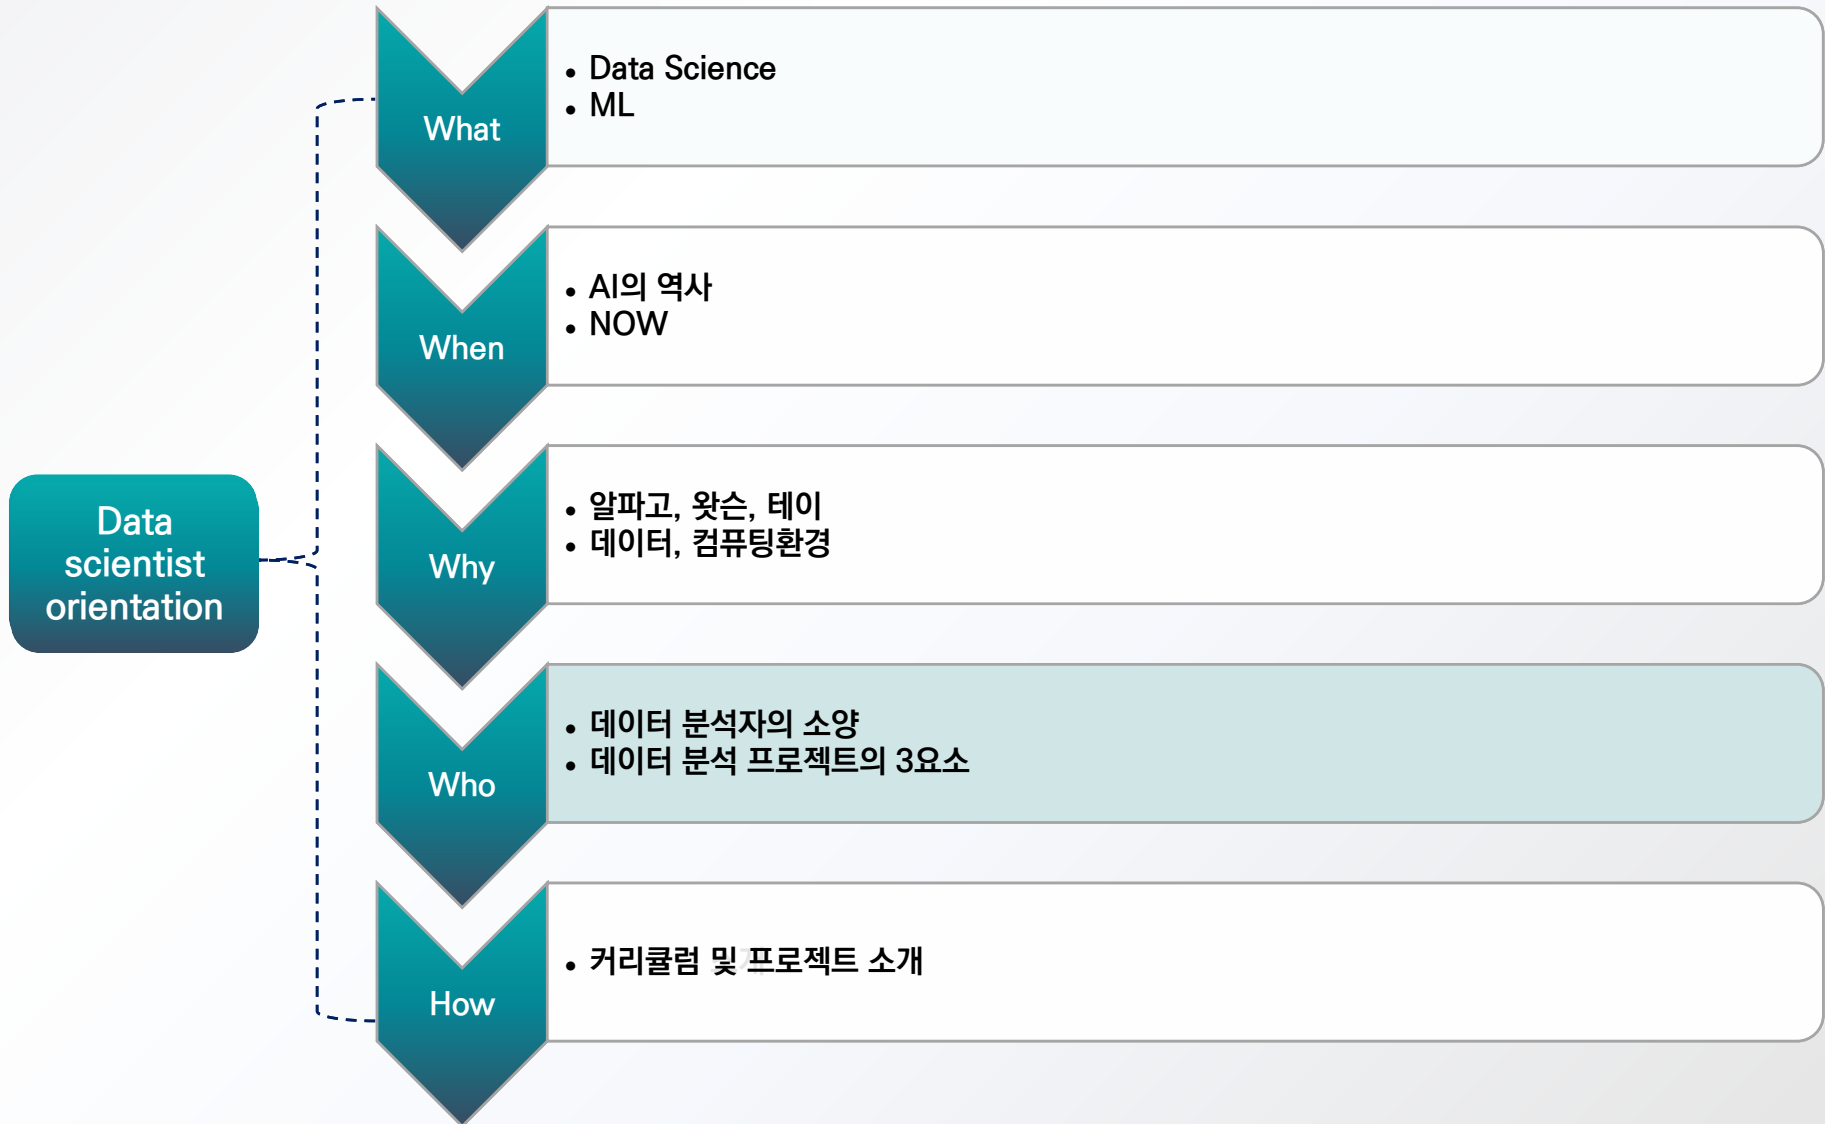 Data
scientist
orientation
What
• Data Science
• ML
When
• AI의 역사
• NOW
Why
• 알파고, 왓슨, 테이
• 데이터, 컴퓨팅환경
Who
• 데이터 분석자의 소양
• 데이터 분석 프로젝트의 3요소
How
• 커리큘럼 및 프로젝트 소개